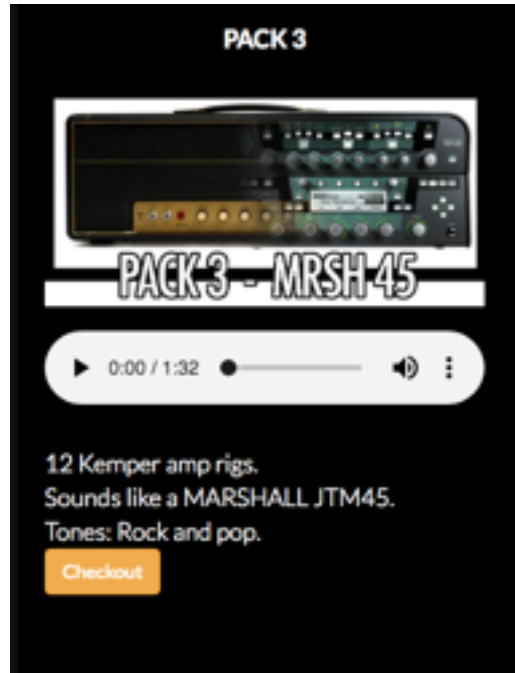 PACK 3
PACK 3 - MRSH 45
0:00 / 1:32
12 Kemper amp rigs.
Sounds like a MARSHALL JTM45.
Tones: Rock and pop.
Checkout